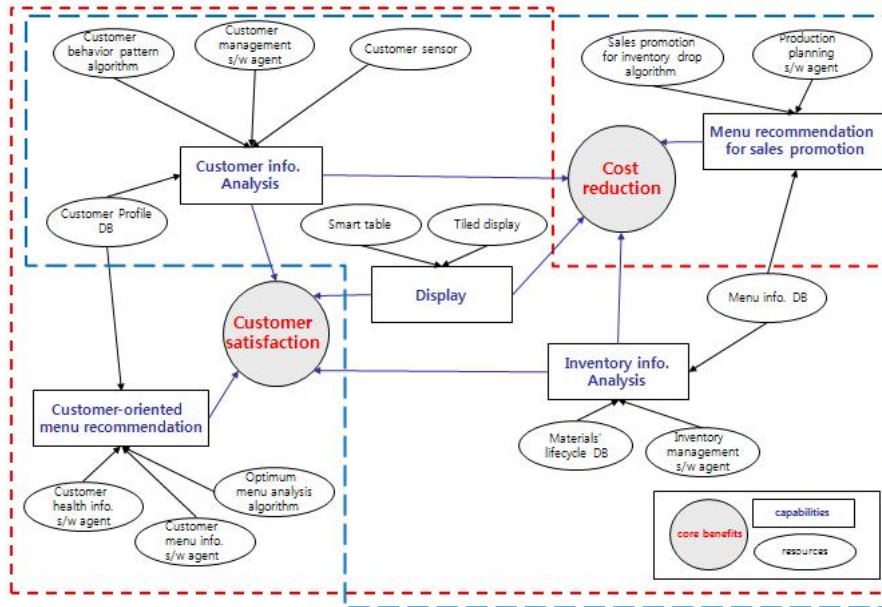 Customer
behavior pattern
algorithm
Customer
management
s/w agent
Customer sensor
Sales promotion
for inventory drop
algorithm
Production
planning
s/w agent
Customer info.
Analysis
Cost
reduction
Menu recommendation
for sales promotion
Customer Profile
DB
Smart table
Tiled display
Display
Menu info. DB
Customer
satisfaction
Inventory info.
Analysis
Customer-oriented
menu recommendation
Materials'
lifecycle DB
Inventory
management
s/w agent
Customer
health info.
s/w agent
Customer
menu info.
s/w agent
Optimum
menu analysis
algorithm
core benefits
capabilities
resources